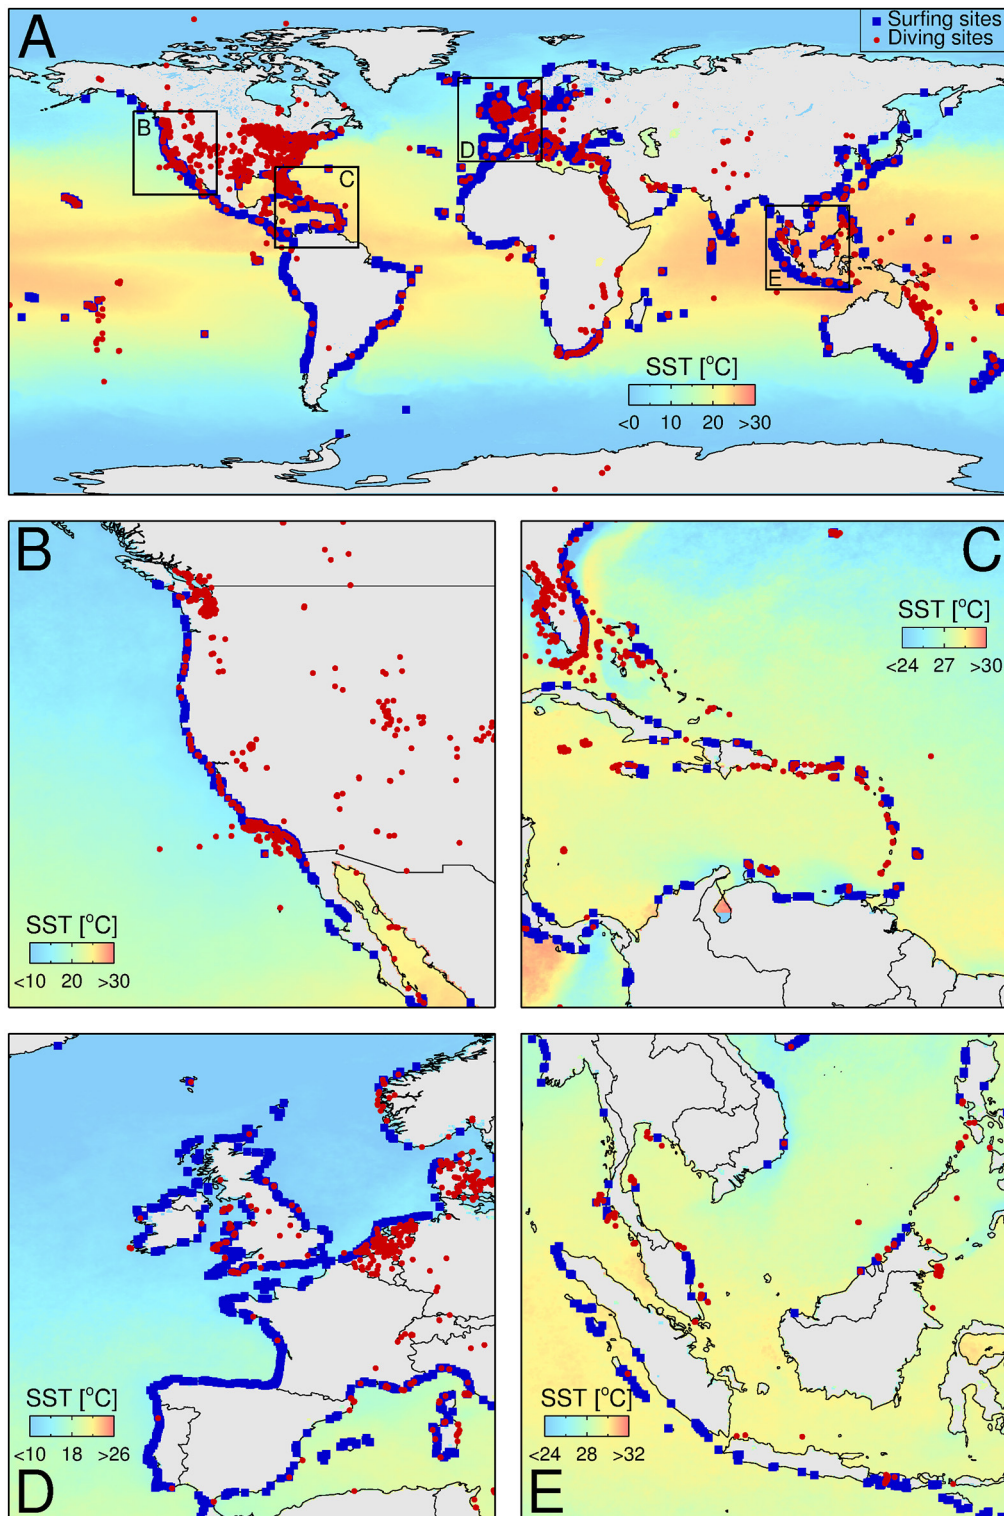 A
Surfing sites
Diving sites
B
C
D
E
SST [°C]
<0 10 20 >30
B
SST [°C]
<10 20 >30
C
SST [°C]
<24 27 >30
D
SST [°C]
<10 18 >26
E
SST [°C]
<24 28 >32